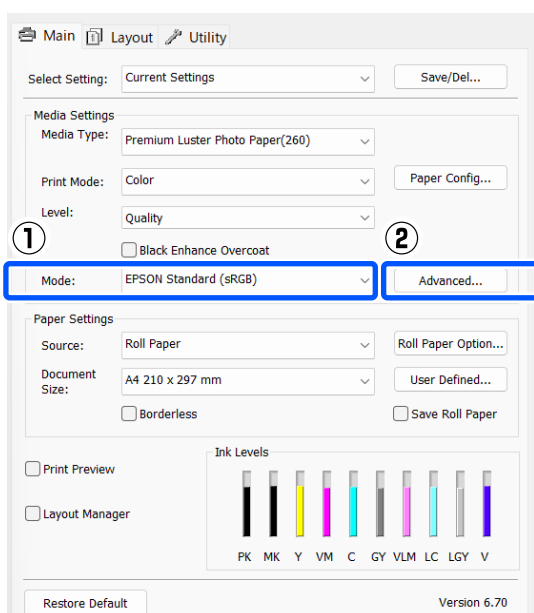 Main Layout Utility
Select Setting: Current Settings Save/Del...
Media Settings
Media Type: Premium Luster Photo Paper(260)
Print Mode: Color Paper Config...
Level: Quality
Black Enhance Overcoat
① ②
Mode: EPSON Standard (sRGB) Advanced...
Paper Settings
Source: Roll Paper Roll Paper Option...
Document Size: A4 210 x 297 mm User Defined...
Borderless Save Roll Paper
Ink Levels
Print Preview
Layout Manager
PK MK Y VM C GY VLM LC LGY V
Restore Default Version 6.70